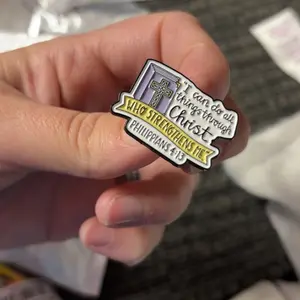 "I can do all
things through
Christ
WHO STRENGTHENS ME"
PHILIPPIANS 4:13